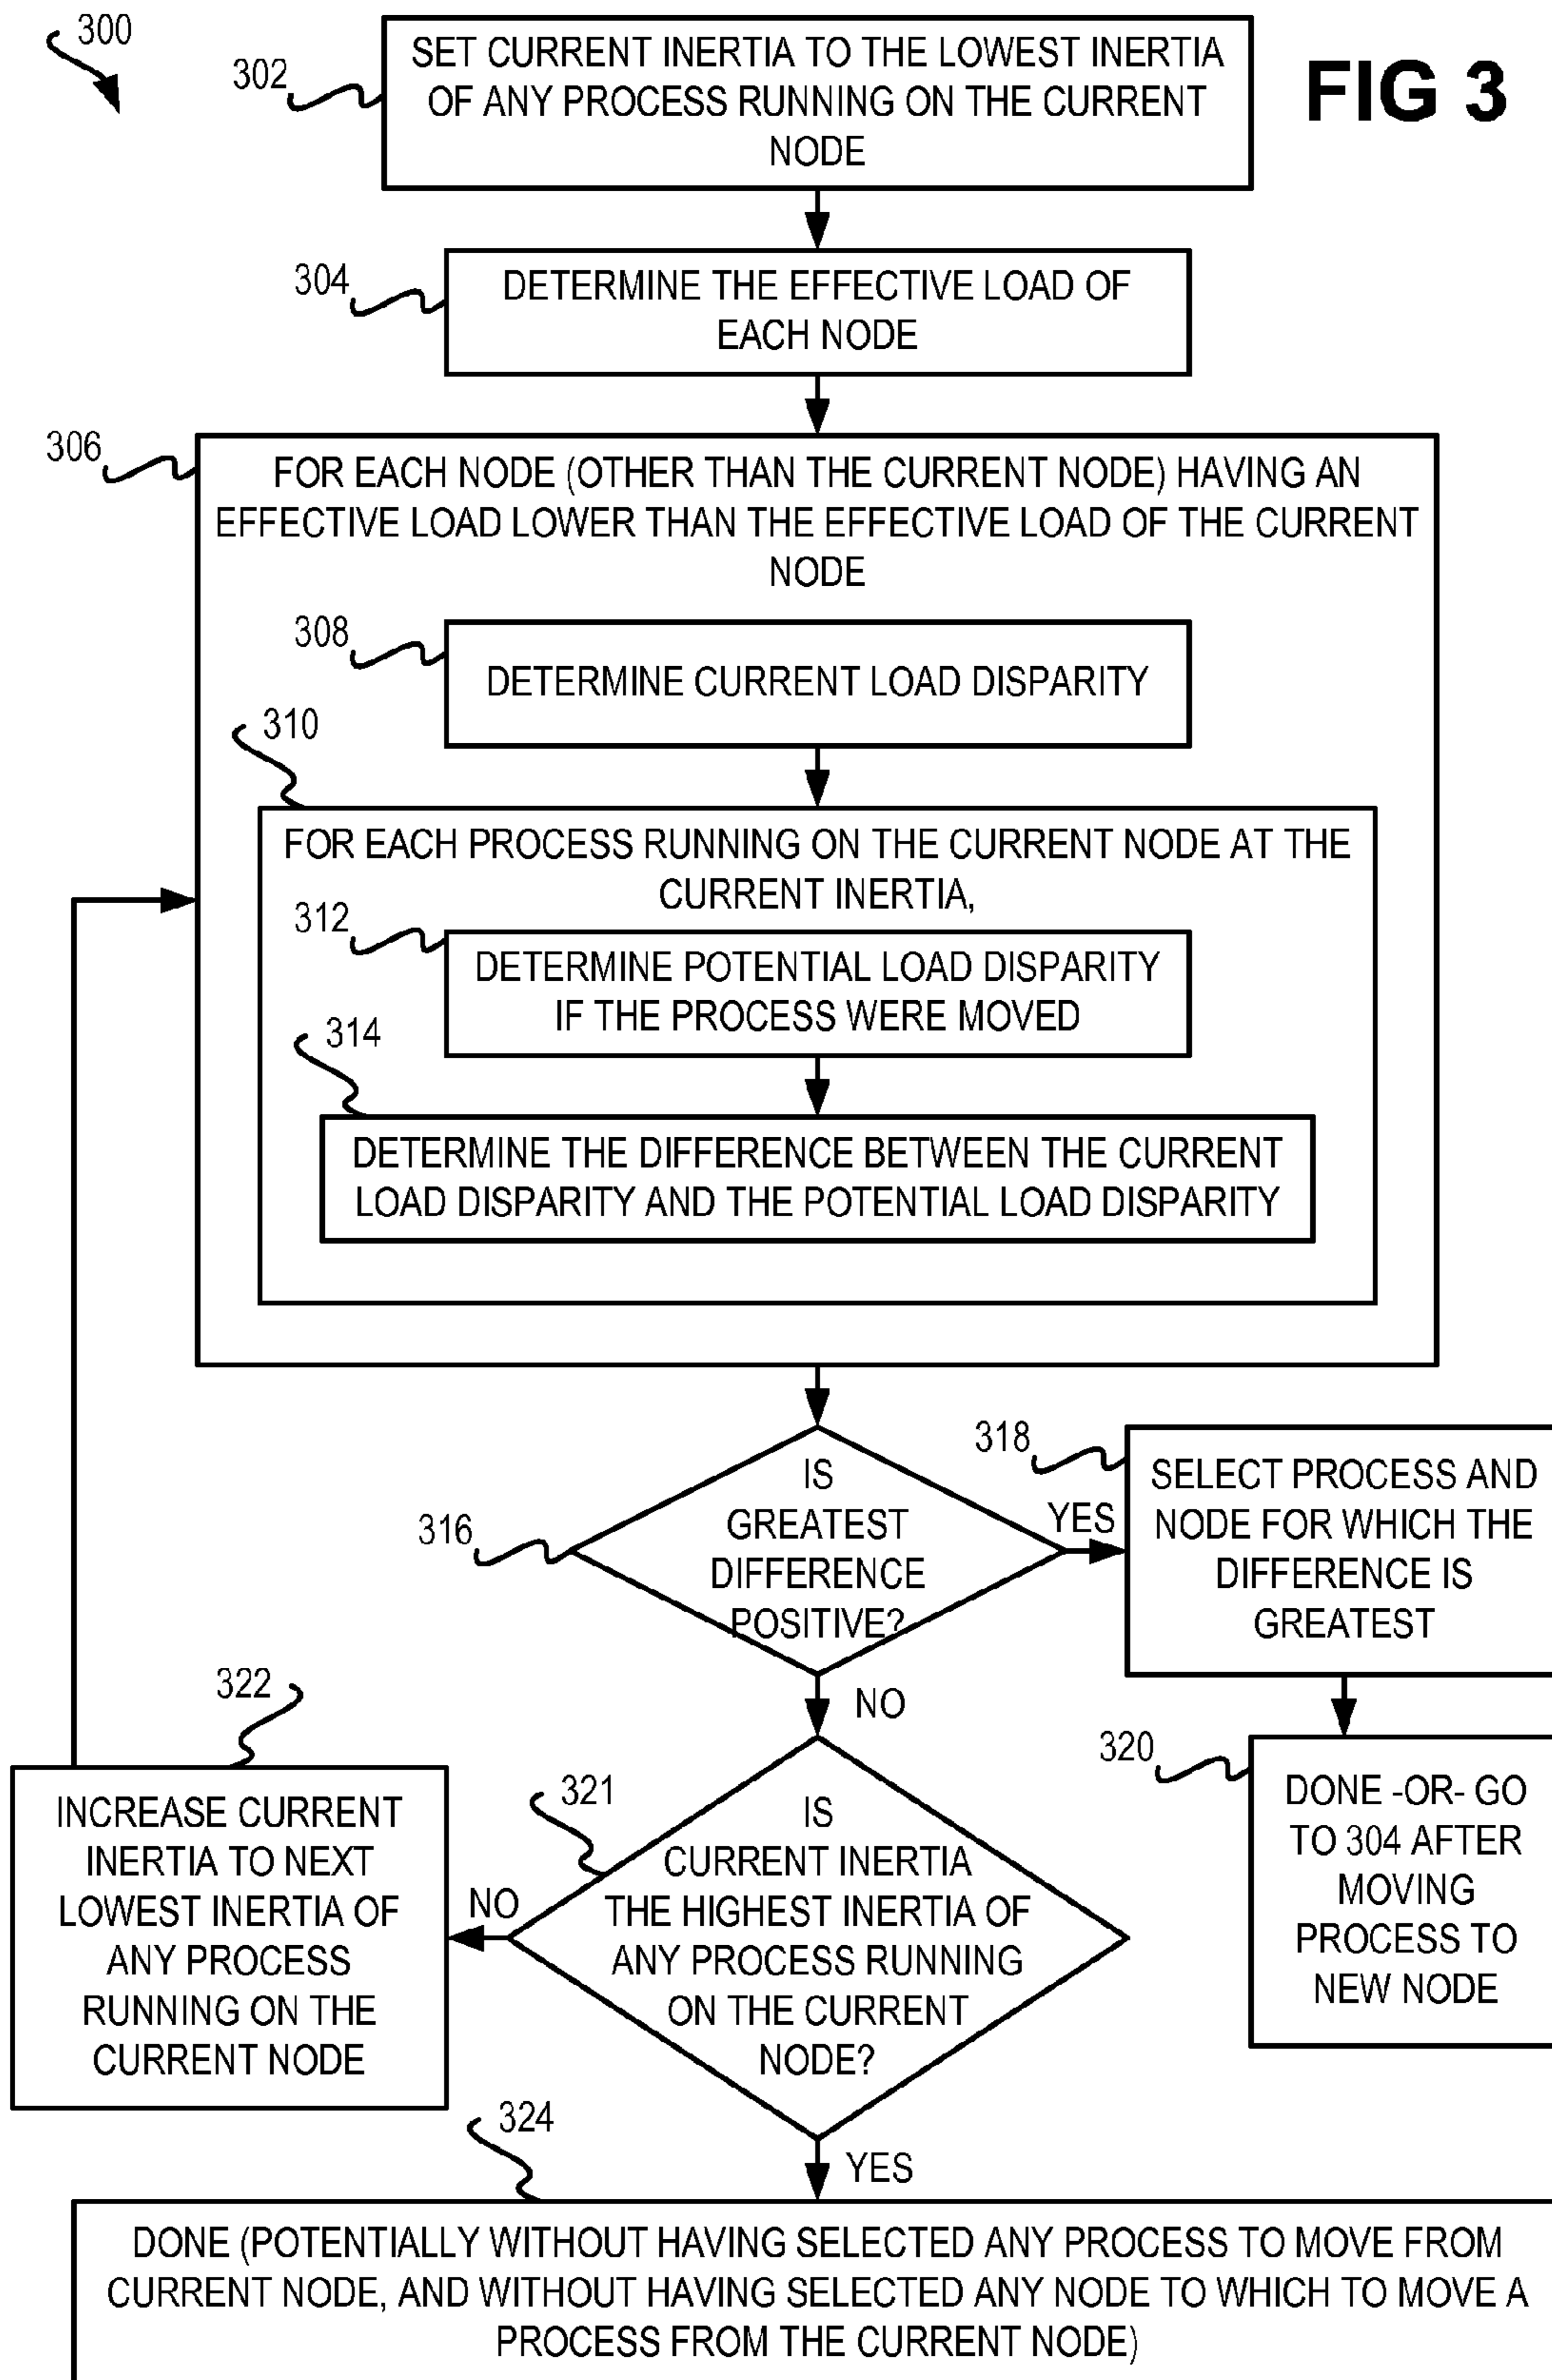 300
302
SET CURRENT INERTIA TO THE LOWEST INERTIA
OF ANY PROCESS RUNNING ON THE CURRENT
NODE
FIG 3
304
DETERMINE THE EFFECTIVE LOAD OF
EACH NODE
306
FOR EACH NODE (OTHER THAN THE CURRENT NODE) HAVING AN
EFFECTIVE LOAD LOWER THAN THE EFFECTIVE LOAD OF THE CURRENT
NODE
308
DETERMINE CURRENT LOAD DISPARITY
310
FOR EACH PROCESS RUNNING ON THE CURRENT NODE AT THE
CURRENT INERTIA,
312
DETERMINE POTENTIAL LOAD DISPARITY
IF THE PROCESS WERE MOVED
314
DETERMINE THE DIFFERENCE BETWEEN THE CURRENT
LOAD DISPARITY AND THE POTENTIAL LOAD DISPARITY
316
IS
GREATEST
DIFFERENCE
POSITIVE?
YES
318
SELECT PROCESS AND
NODE FOR WHICH THE
DIFFERENCE IS
GREATEST
NO
320
DONE -OR- GO
TO 304 AFTER
MOVING
PROCESS TO
NEW NODE
321
IS
CURRENT INERTIA
THE HIGHEST INERTIA OF
ANY PROCESS RUNNING
ON THE CURRENT
NODE?
NO
322
INCREASE CURRENT
INERTIA TO NEXT
LOWEST INERTIA OF
ANY PROCESS
RUNNING ON THE
CURRENT NODE
YES
324
DONE (POTENTIALLY WITHOUT HAVING SELECTED ANY PROCESS TO MOVE FROM
CURRENT NODE, AND WITHOUT HAVING SELECTED ANY NODE TO WHICH TO MOVE A
PROCESS FROM THE CURRENT NODE)